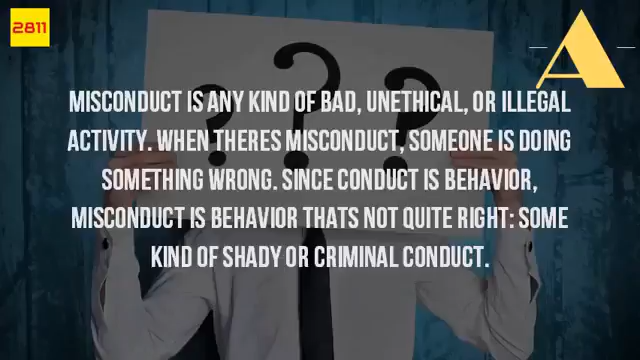 2811
A
MISCONDUCT IS ANY KIND OF BAD, UNETHICAL, OR ILLEGAL
ACTIVITY. WHEN THERES MISCONDUCT, SOMEONE IS DOING
SOMETHING WRONG. SINCE CONDUCT IS BEHAVIOR,
MISCONDUCT IS BEHAVIOR THATS NOT QUITE RIGHT: SOME
KIND OF SHADY OR CRIMINAL CONDUCT.
? ? ?